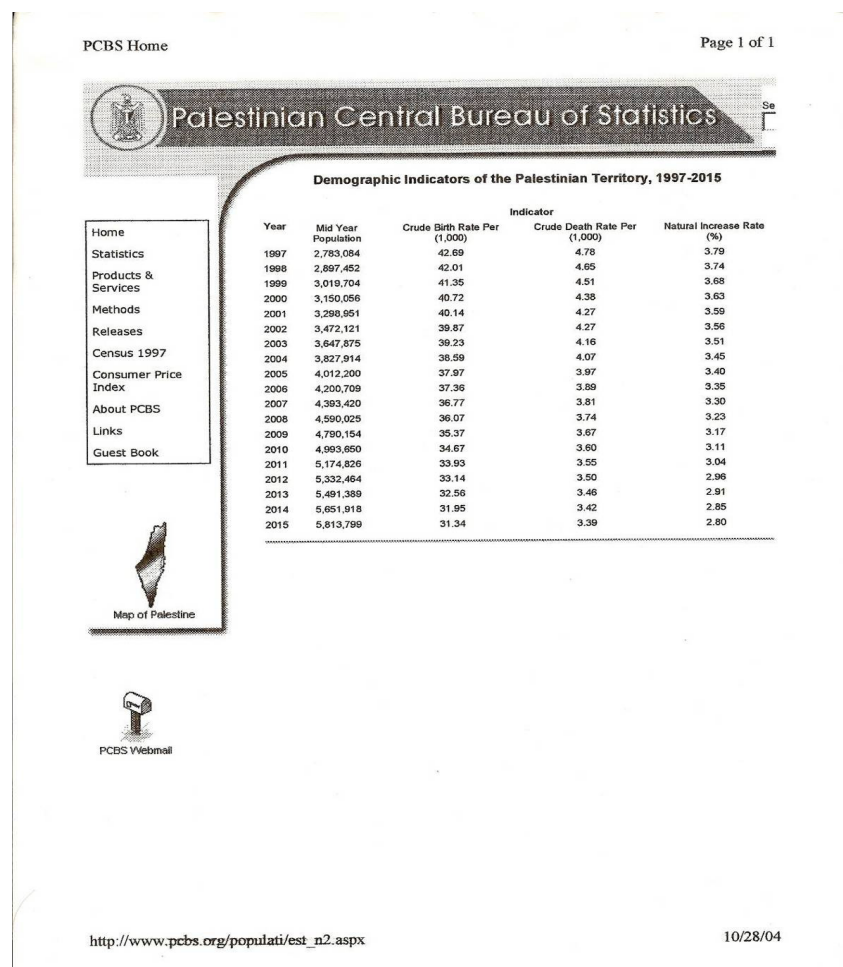 PCBS Home
Page 1 of 1
Palestinian Central Bureau of Statistics
Se
Demographic Indicators of the Palestinian Territory, 1997-2015
Home
Statistics
Products &
Services
Methods
Releases
Census 1997
Consumer Price
Index
About PCBS
Links
Guest Book
Map of Palestine
PCBS Webmail
Indicator
Year Mid Year Population Crude Birth Rate Per (1,000) Crude Death Rate Per (1,000) Natural Increase Rate (%)
1997 2,783,084 42.69 4.78 3.79
1998 2,897,452 42.01 4.65 3.74
1999 3,019,704 41.35 4.51 3.68
2000 3,150,056 40.72 4.38 3.63
2001 3,298,951 40.14 4.27 3.59
2002 3,472,121 39.87 4.27 3.56
2003 3,647,875 39.23 4.16 3.51
2004 3,827,914 38.59 4.07 3.45
2005 4,012,200 37.97 3.97 3.40
2006 4,200,709 37.36 3.89 3.35
2007 4,393,420 36.77 3.81 3.30
2008 4,590,025 36.07 3.74 3.23
2009 4,790,154 35.37 3.67 3.17
2010 4,993,650 34.67 3.60 3.11
2011 5,174,826 33.93 3.55 3.04
2012 5,332,464 33.14 3.50 2.96
2013 5,491,389 32.56 3.46 2.91
2014 5,651,918 31.95 3.42 2.85
2015 5,813,799 31.34 3.39 2.80
http://www.pcbs.org/populati/est_n2.aspx
10/28/04